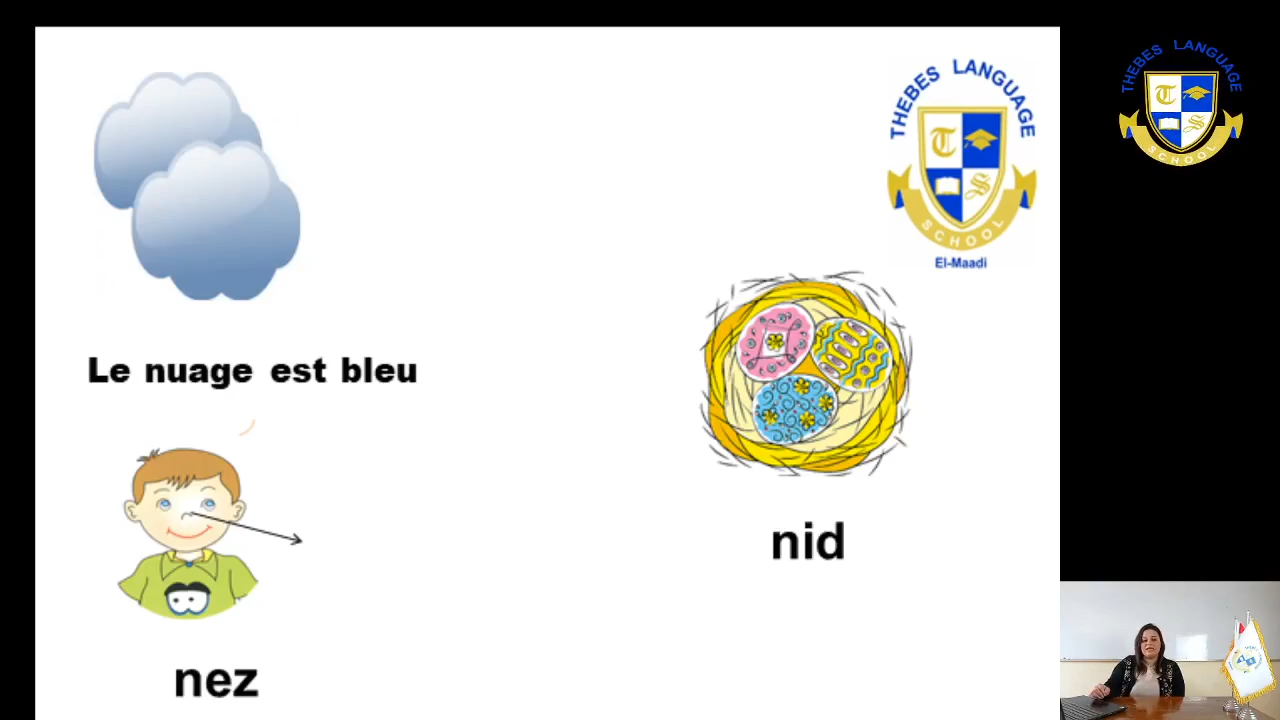 THEBES LANGUAGE
SCHOOL
El-Maadi
THEBES LANGUAGE
SCHOOL
Le nuage est bleu
nid
nez